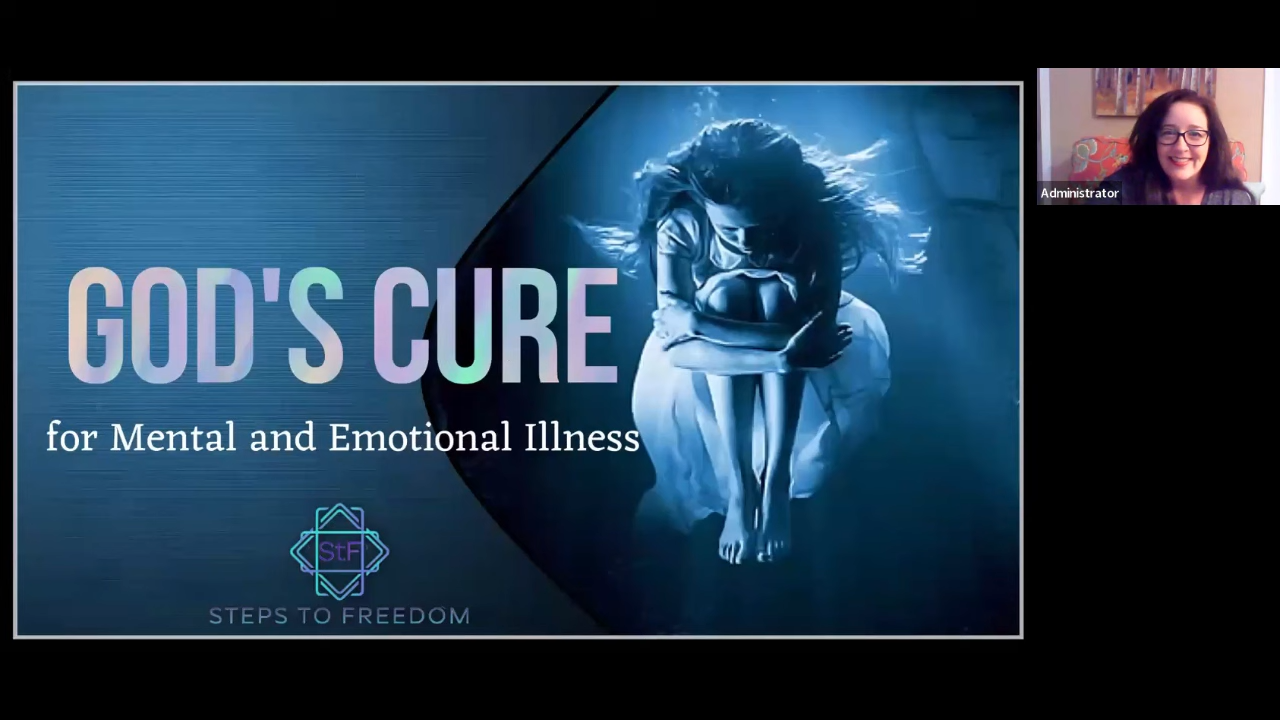 GOD'S CURE
for Mental and Emotional Illness
StF
STEPS TO FREEDOM
Administrator